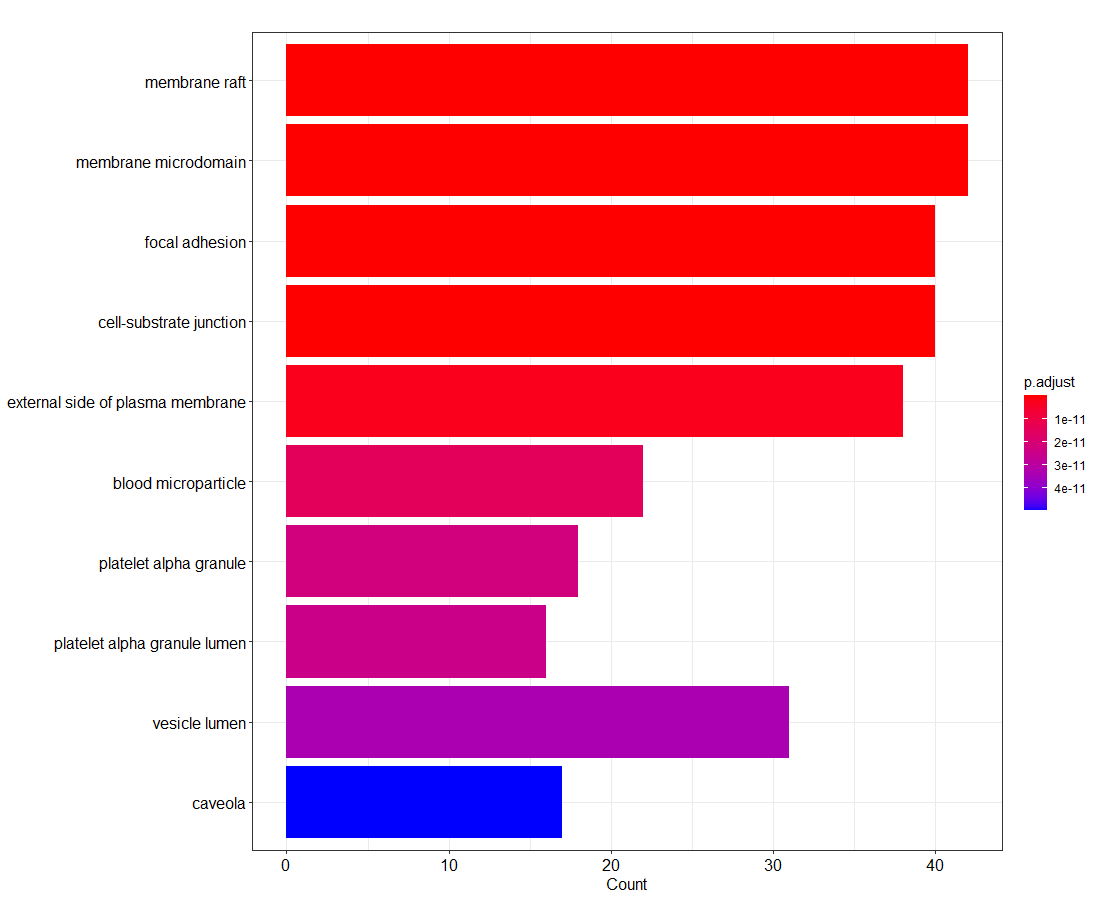 membrane raft
membrane microdomain
focal adhesion
cell-substrate junction
external side of plasma membrane
blood microparticle
platelet alpha granule
platelet alpha granule lumen
vesicle lumen
caveola
0 10 20 30 40
Count
p.adjust
1e-11
2e-11
3e-11
4e-11